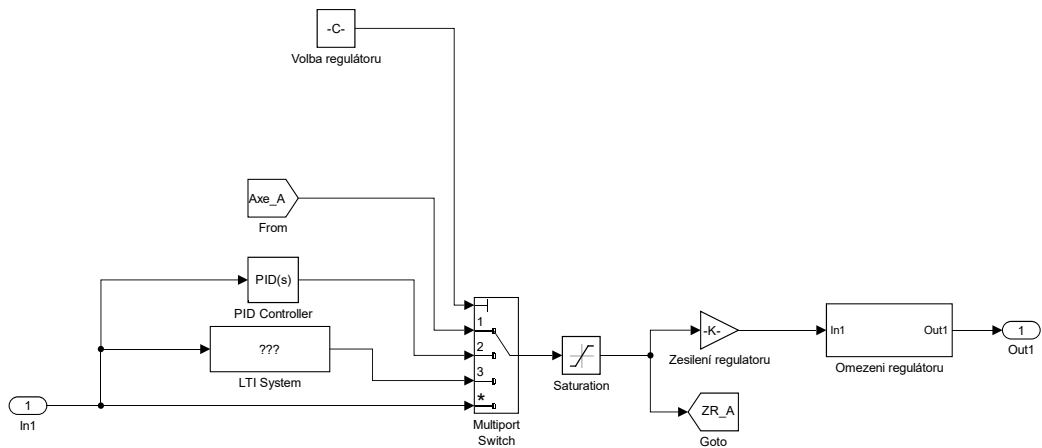 -C-
Volba regulátoru
Axe_A
From
PID(s)
PID Controller
???
LTI System
1
In1
1
2
3
*
Multiport
Switch
Saturation
-K-
Zesilení regulatoru
ZR_A
Goto
In1
Out1
Omezeni regulátoru
1
Out1